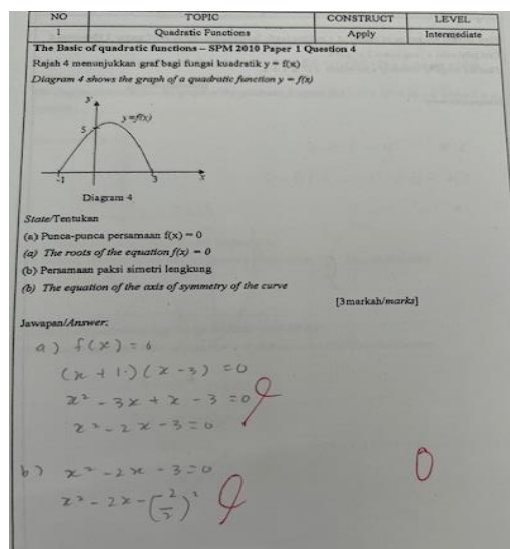 NO TOPIC CONSTRUCT LEVEL
1 Quadratic Functions Apply Intermediate
The Basic of quadratic functions – SPM 2010 Paper 1 Question 4
Rajah 4 menunjukkan graf bagi fungsi kuadratik y = f(x)
Diagram 4 shows the graph of a quadratic function y = f(x)
y
y=f(x)
5
-1
3
x
Diagram 4
State/Tentukan
(a) Punca-punca persamaan f(x) = 0
(a) The roots of the equation f(x) = 0
(b) Persamaan paksi simetri lengkung
(b) The equation of the axis of symmetry of the curve
[3markah/marks]
Jawapan/Answer:
a) f(x) = 0
(x + 1)(x - 3) = 0
x² - 3x + x - 3 = 0
x² - 2x - 3 = 0
b) x² - 2x - 3 = 0
x² - 2x - (2/2)²
0